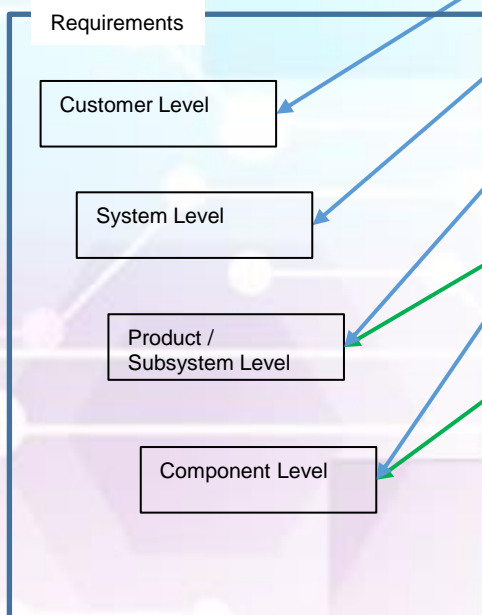 Requirements
Customer Level
System Level
Product /
Subsystem Level
Component Level